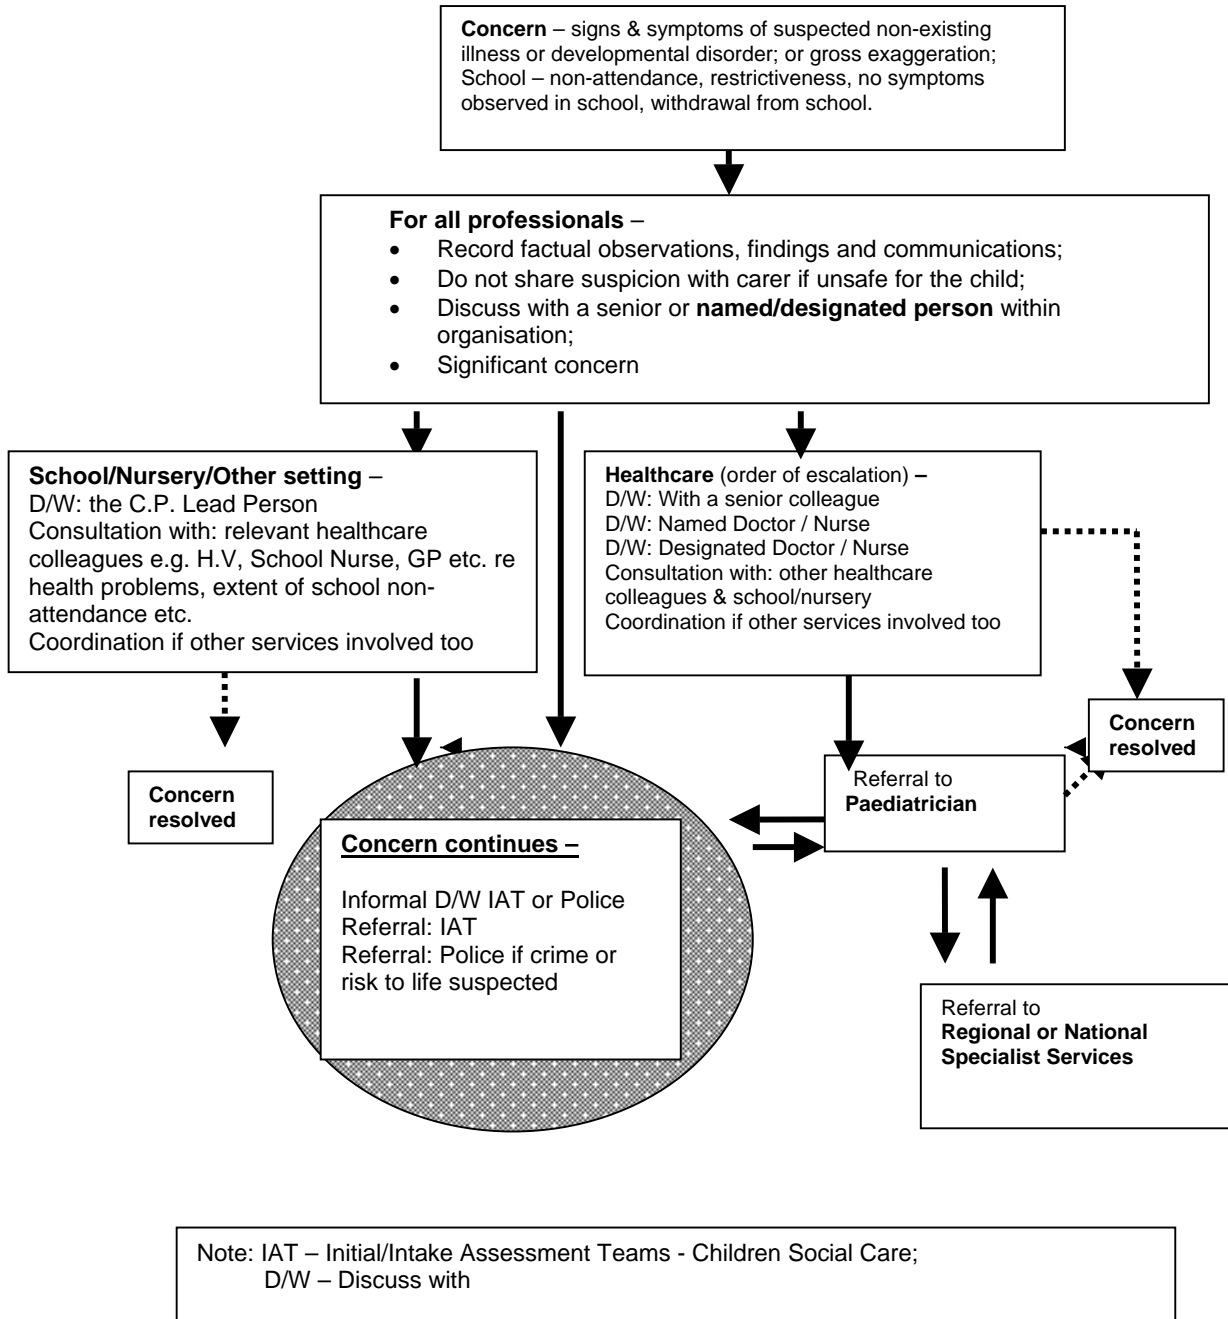 Concern – signs & symptoms of suspected non-existing
illness or developmental disorder; or gross exaggeration;
School – non-attendance, restrictiveness, no symptoms
observed in school, withdrawal from school.
For all professionals –
• Record factual observations, findings and communications;
• Do not share suspicion with carer if unsafe for the child;
• Discuss with a senior or named/designated person within
organisation;
• Significant concern
School/Nursery/Other setting –
D/W: the C.P. Lead Person
Consultation with: relevant healthcare
colleagues e.g. H.V, School Nurse, GP etc. re
health problems, extent of school non-
attendance etc.
Coordination if other services involved too
Healthcare (order of escalation) –
D/W: With a senior colleague
D/W: Named Doctor / Nurse
D/W: Designated Doctor / Nurse
Consultation with: other healthcare
colleagues & school/nursery
Coordination if other services involved too
Concern
resolved
Concern
resolved
Referral to
Paediatrician
Concern continues –
Informal D/W IAT or Police
Referral: IAT
Referral: Police if crime or
risk to life suspected
Referral to
Regional or National
Specialist Services
Note: IAT – Initial/Intake Assessment Teams - Children Social Care;
D/W – Discuss with